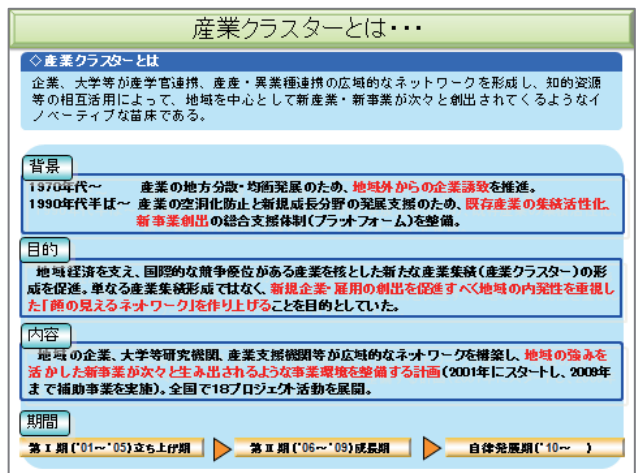 産業クラスターとは・・・
◇産業クラスターとは
企業、大学等が産学官連携、産産・異業種連携の広域的なネットワークを形成し、知的資源
等の相互活用によって、地域を中心として新産業・新事業が次々と創出されてくるようなイ
ノベーティブな苗床である。
背景
1970年代～　産業の地方分散・均衡発展のため、地域外からの企業誘致を推進。
1990年代半ば～ 産業の空洞化防止と新規成長分野の発展支援のため、既存産業の集積活性化、
新事業創出の総合支援体制(プラットフォーム)を整備。
目的
地域経済を支え、国際的な競争優位がある産業を核とした新たな産業集積(産業クラスター)の形
成を促進。単なる産業集積形成ではなく、新規企業・雇用の創出を促進すべく地域の内発性を重視し
た「顔の見えるネットワーク」を作り上げることを目的としていた。
内容
地域の企業、大学等研究機関、産業支援機関等が広域的なネットワークを構築し、地域の強みを
活かした新事業が次々と生み出されるような事業環境を整備する計画(2001年にスタートし、2009年
まで補助事業を実施)。全国で18プロジェクト活動を展開。
期間
第Ⅰ期('01～'05)立ち上げ期　第Ⅱ期('06～'09)成長期　自律発展期('10～　)